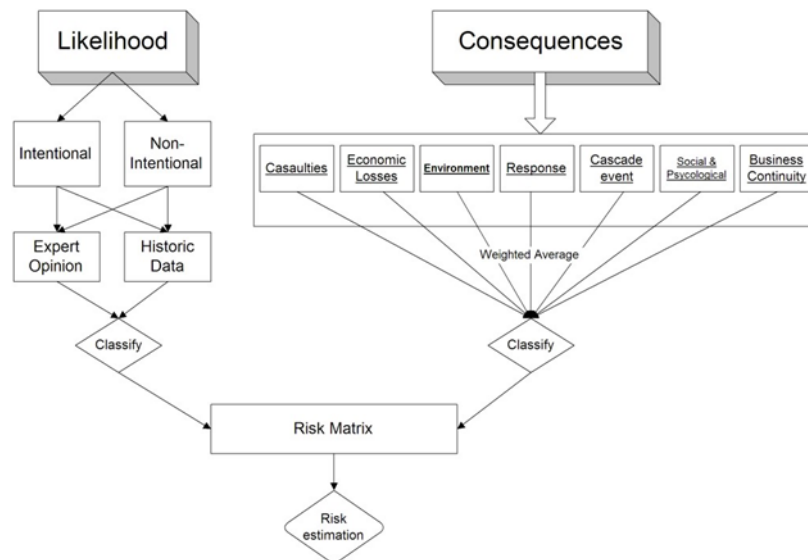 Likelihood
Consequences
Intentional
Non-
Intentional
Casaulties
Economic
Losses
Environment
Response
Cascade
event
Social &
Psycological
Business
Continuity
Expert
Opinion
Historic
Data
Weighted Average
Classify
Classify
Risk Matrix
Risk
estimation